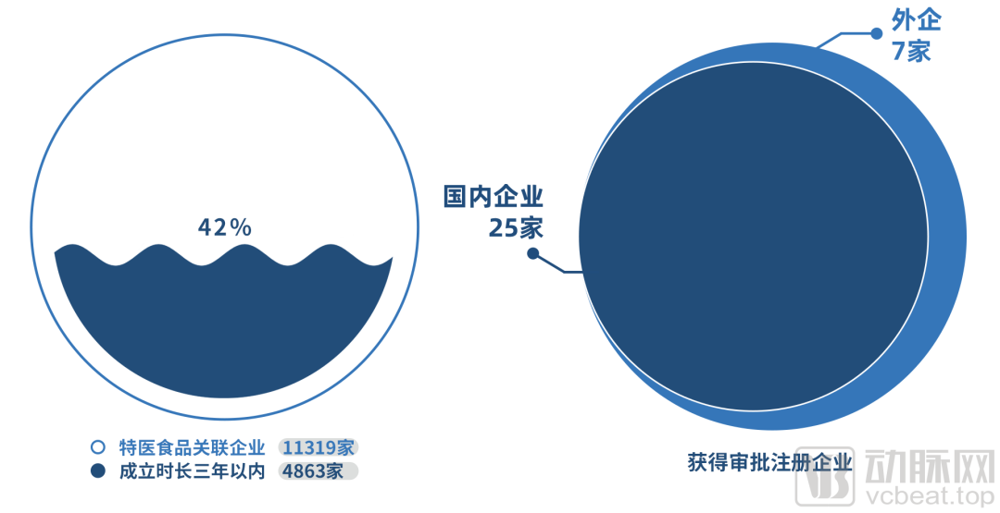 42%
特医食品关联企业 11319家
成立时长三年以内 4863家
外企
7家
国内企业
25家
获得审批注册企业
动脉网
vcbeat.top